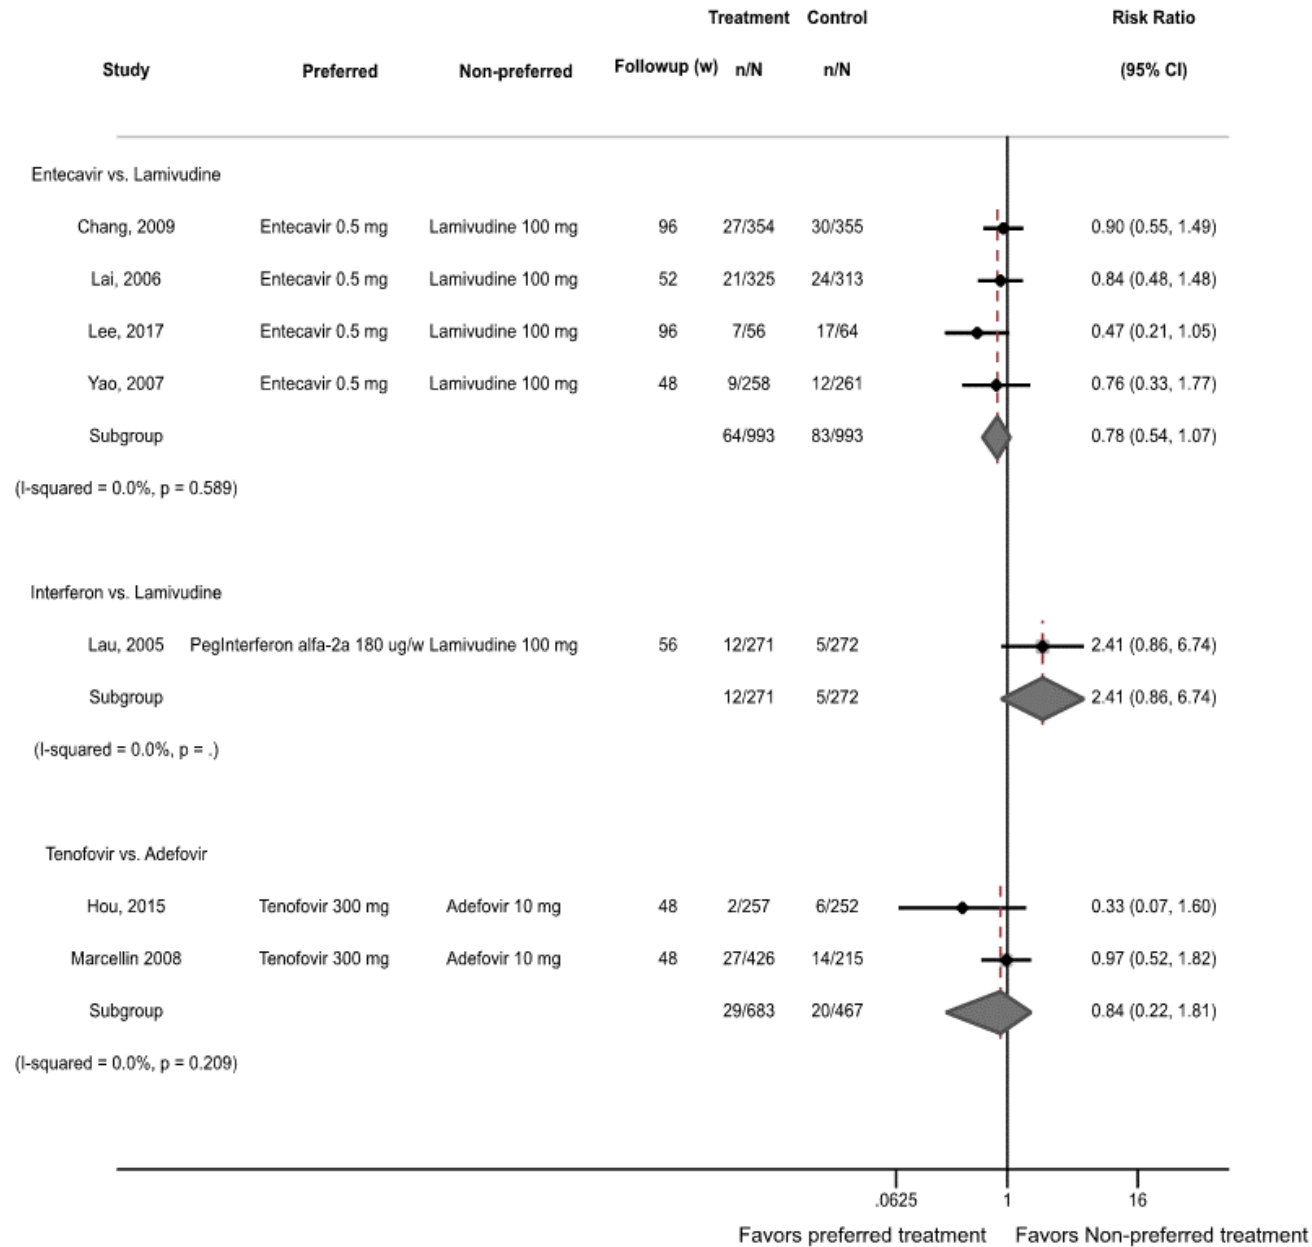 Treatment Control Risk Ratio
Study Preferred Non-preferred Followup (w) n/N n/N (95% CI)
Entecavir vs. Lamivudine
Chang, 2009 Entecavir 0.5 mg Lamivudine 100 mg 96 27/354 30/355 0.90 (0.55, 1.49)
Lai, 2006 Entecavir 0.5 mg Lamivudine 100 mg 52 21/325 24/313 0.84 (0.48, 1.48)
Lee, 2017 Entecavir 0.5 mg Lamivudine 100 mg 96 7/56 17/64 0.47 (0.21, 1.05)
Yao, 2007 Entecavir 0.5 mg Lamivudine 100 mg 48 9/258 12/261 0.76 (0.33, 1.77)
Subgroup 64/993 83/993 0.78 (0.54, 1.07)
(I-squared = 0.0%, p = 0.589)
Interferon vs. Lamivudine
Lau, 2005 PegInterferon alfa-2a 180 ug/w Lamivudine 100 mg 56 12/271 5/272 2.41 (0.86, 6.74)
Subgroup 12/271 5/272 2.41 (0.86, 6.74)
(I-squared = 0.0%, p = .)
Tenofovir vs. Adefovir
Hou, 2015 Tenofovir 300 mg Adefovir 10 mg 48 2/257 6/252 0.33 (0.07, 1.60)
Marcellin 2008 Tenofovir 300 mg Adefovir 10 mg 48 27/426 14/215 0.97 (0.52, 1.82)
Subgroup 29/683 20/467 0.84 (0.22, 1.81)
(I-squared = 0.0%, p = 0.209)
.0625 1 16
Favors preferred treatment Favors Non-preferred treatment